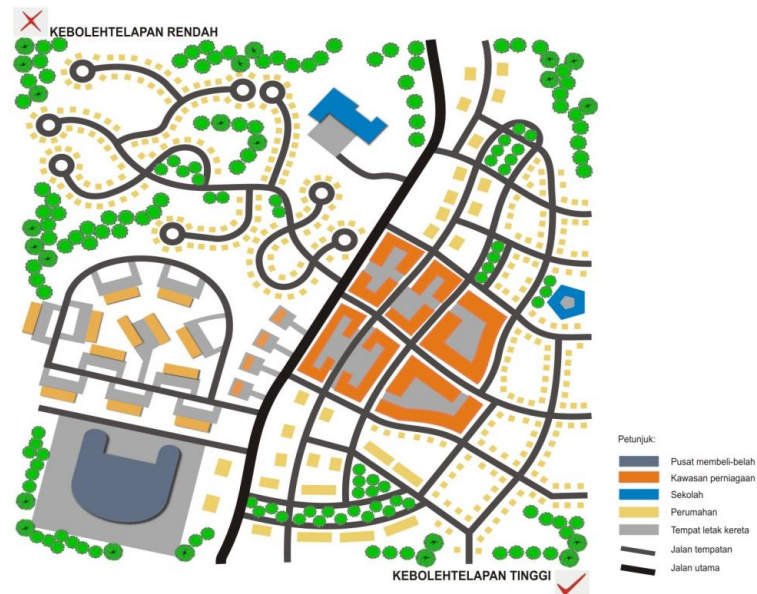 KEBOLEHTELAPAN RENDAH
Petunjuk:
Pusat membeli-belah
Kawasan perniagaan
Sekolah
Perumahan
Tempat letak kereta
Jalan tempatan
Jalan utama
KEBOLEHTELAPAN TINGGI